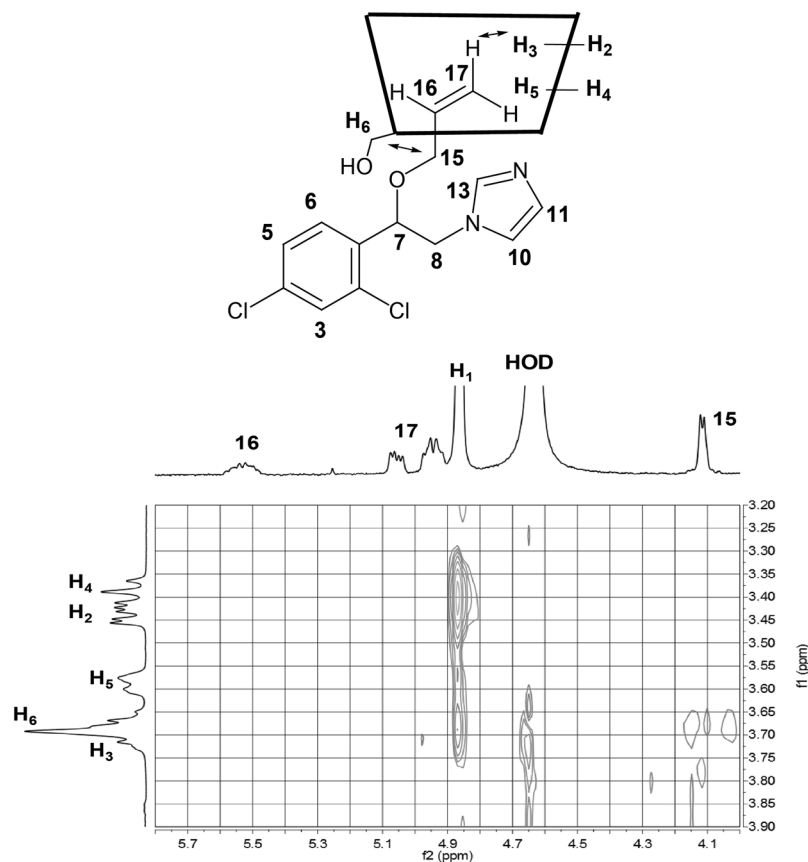 H
H3 H2
17
H 16
H5 H4
H
H6
HO
15
O
13 N
6
11
5 7 N
8 10
Cl Cl
3
H1 HOD
16 17 15
H4
H2
H5
H6
H3
3.20
3.25
3.30
3.35
3.40
3.45
3.50
3.55
3.60
3.65
3.70
3.75
3.80
3.85
3.90
f1 (ppm)
5.7 5.5 5.3 5.1 4.9 4.7 4.5 4.3 4.1
f2 (ppm)